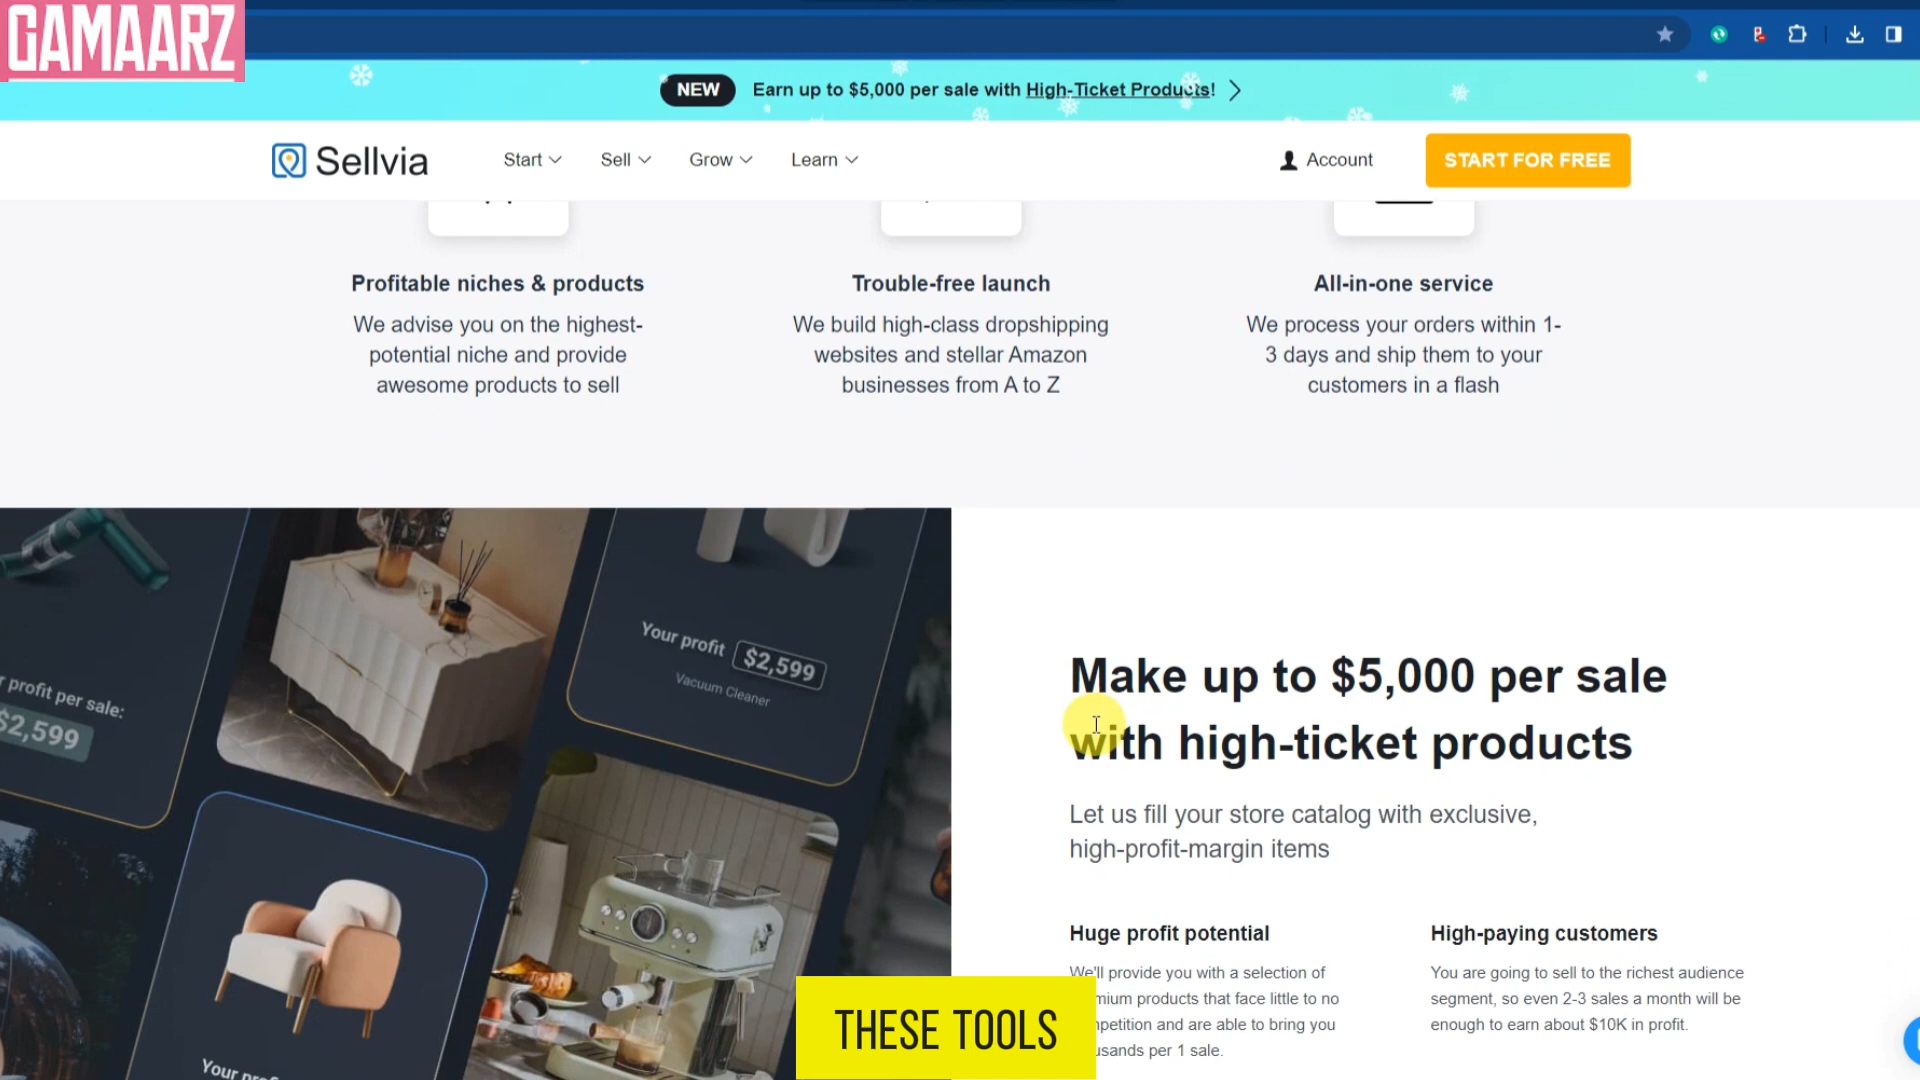 GAMAARZ
NEW Earn up to $5,000 per sale with High-Ticket Products!
Sellvia Start Sell Grow Learn Account START FOR FREE
Profitable niches & products
We advise you on the highest-
potential niche and provide
awesome products to sell
Trouble-free launch
We build high-class dropshipping
websites and stellar Amazon
businesses from A to Z
All-in-one service
We process your orders within 1-
3 days and ship them to your
customers in a flash
profit per sale:
$2,599
Your profit $2,599
Vacuum Cleaner
Your
Make up to $5,000 per sale
with high-ticket products
Let us fill your store catalog with exclusive,
high-profit-margin items
Huge profit potential
We'll provide you with a selection of
products that face little to no
and are able to bring you
per 1 sale.
High-paying customers
You are going to sell to the richest audience
segment, so even 2-3 sales a month will be
enough to earn about $10K in profit.
THESE TOOLS